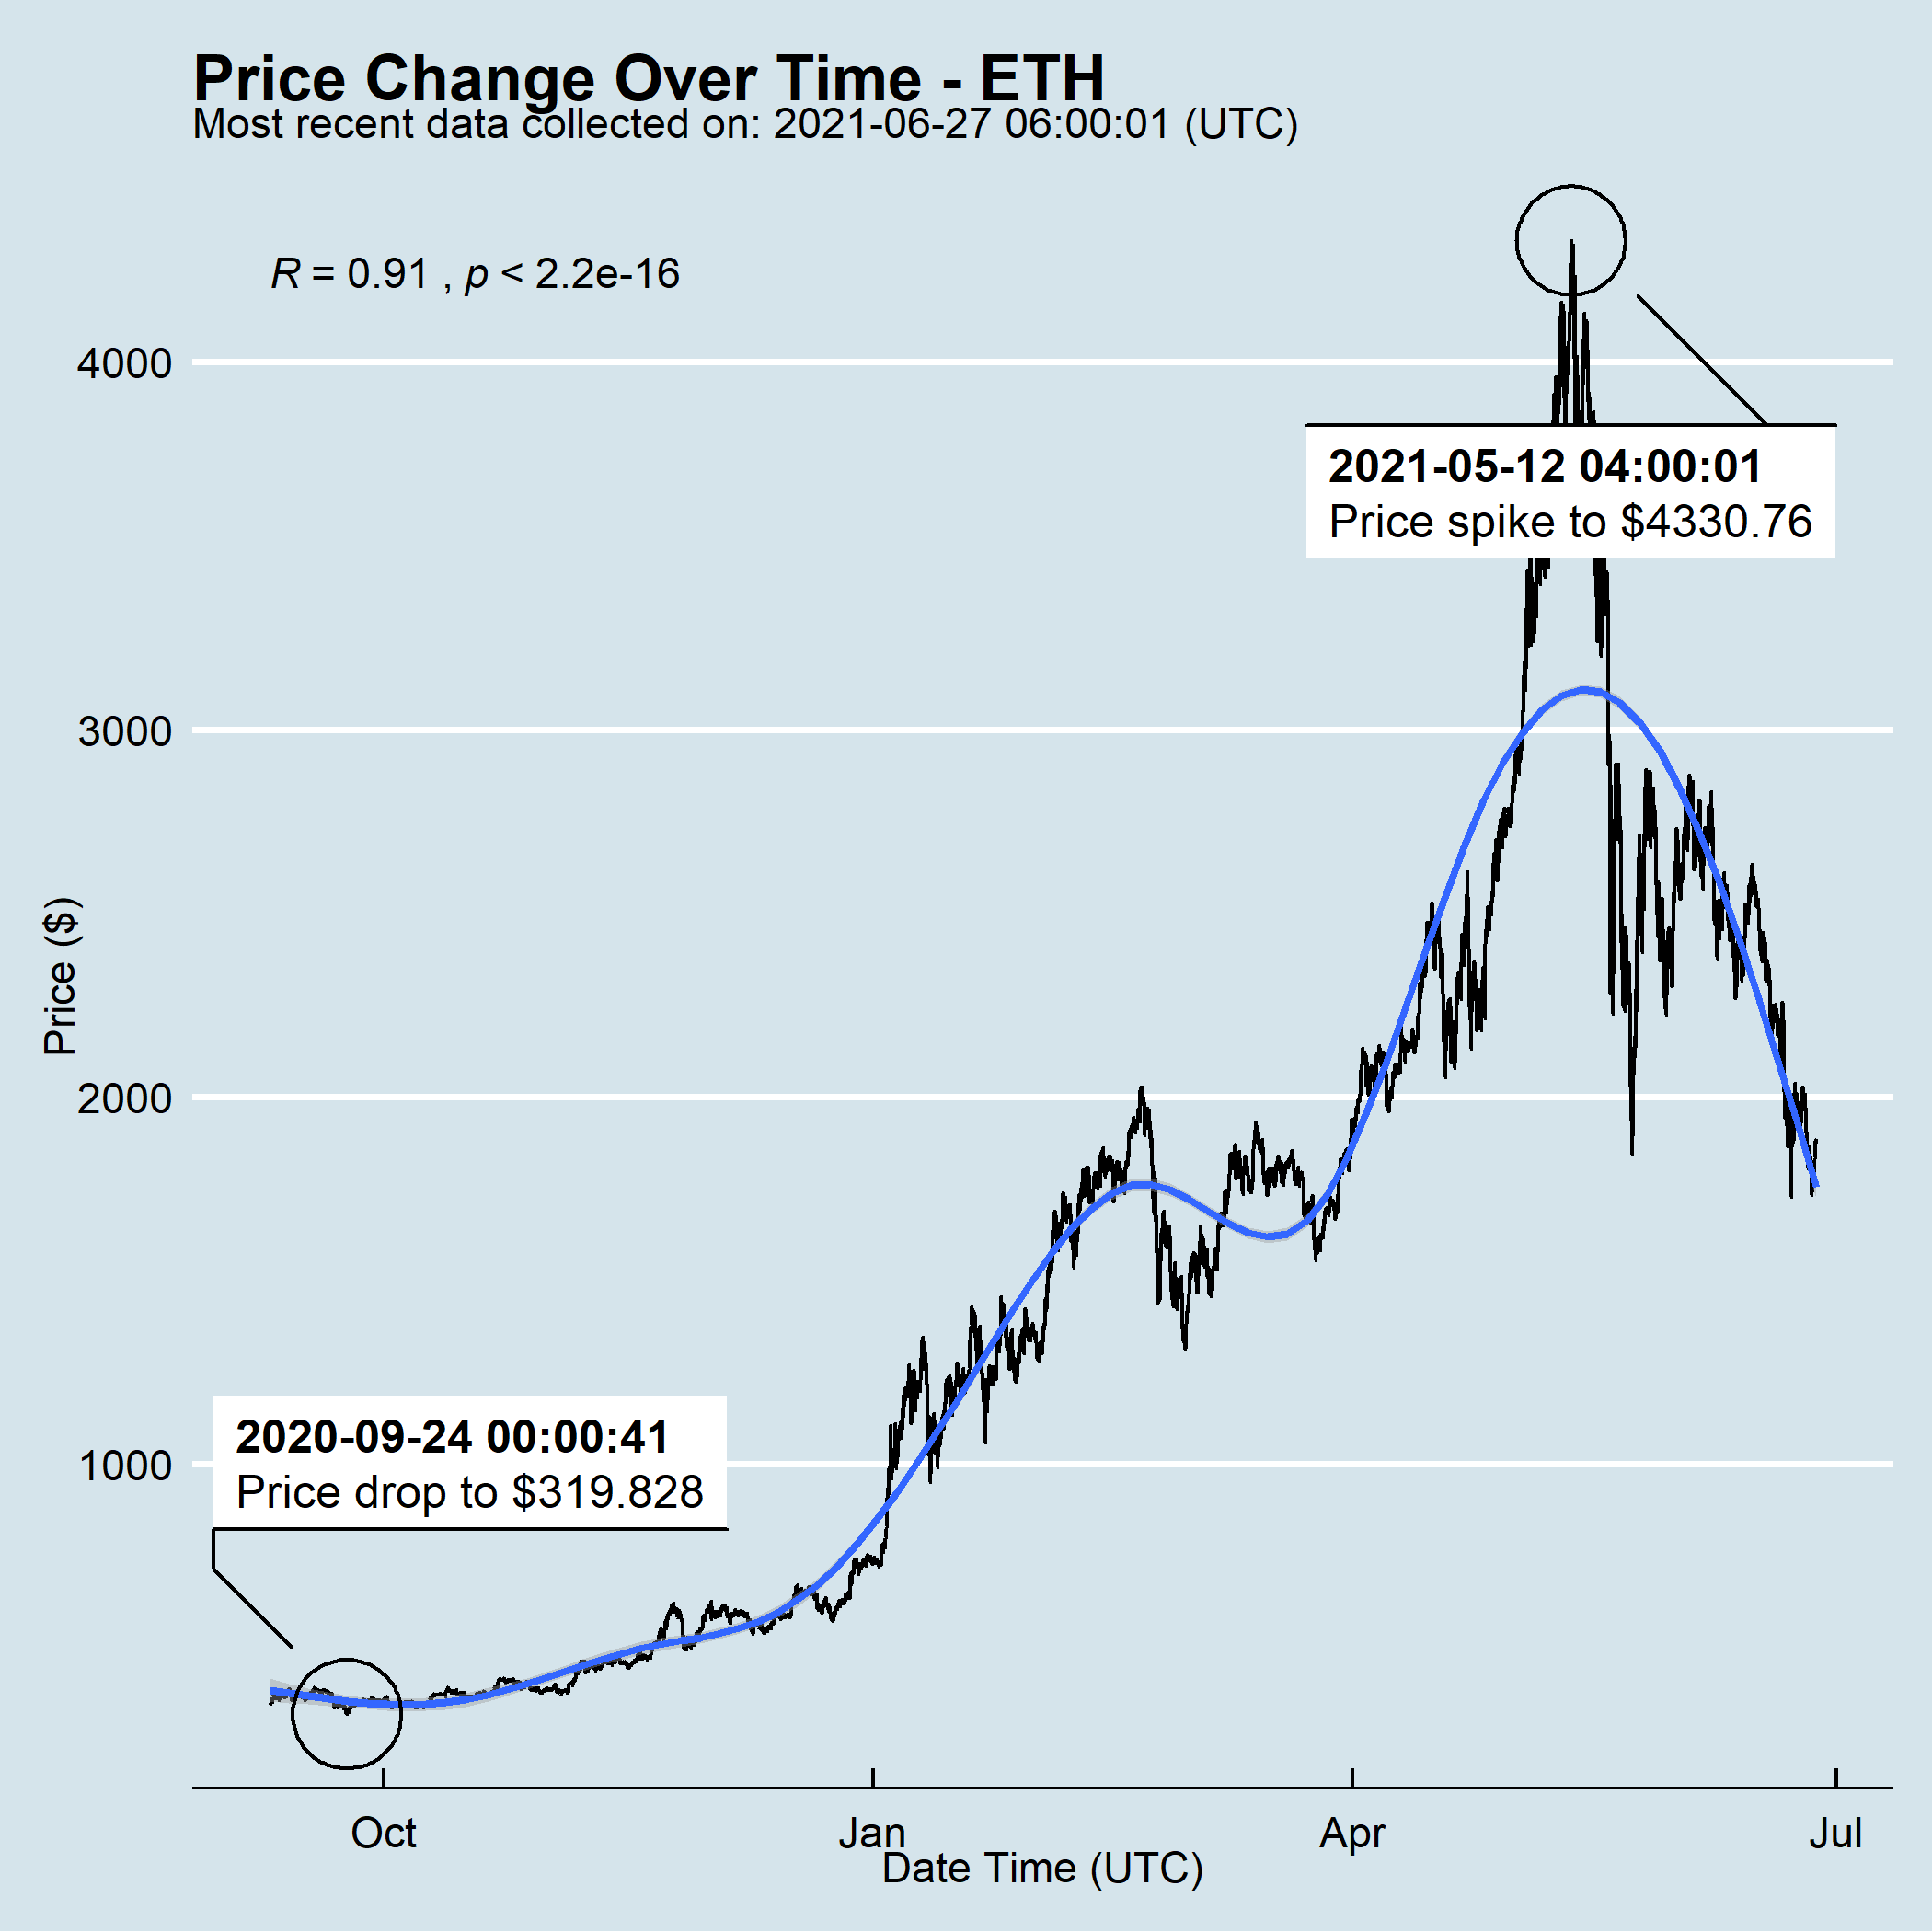 Price Change Over Time - ETH
Most recent data collected on: 2021-06-27 06:00:01 (UTC)
R = 0.91 , p < 2.2e-16
4000
2021-05-12 04:00:01
Price spike to $4330.76
3000
Price ($)
2000
2020-09-24 00:00:41
1000
Price drop to $319.828
Oct
Jan
Apr
Jul
Date Time (UTC)